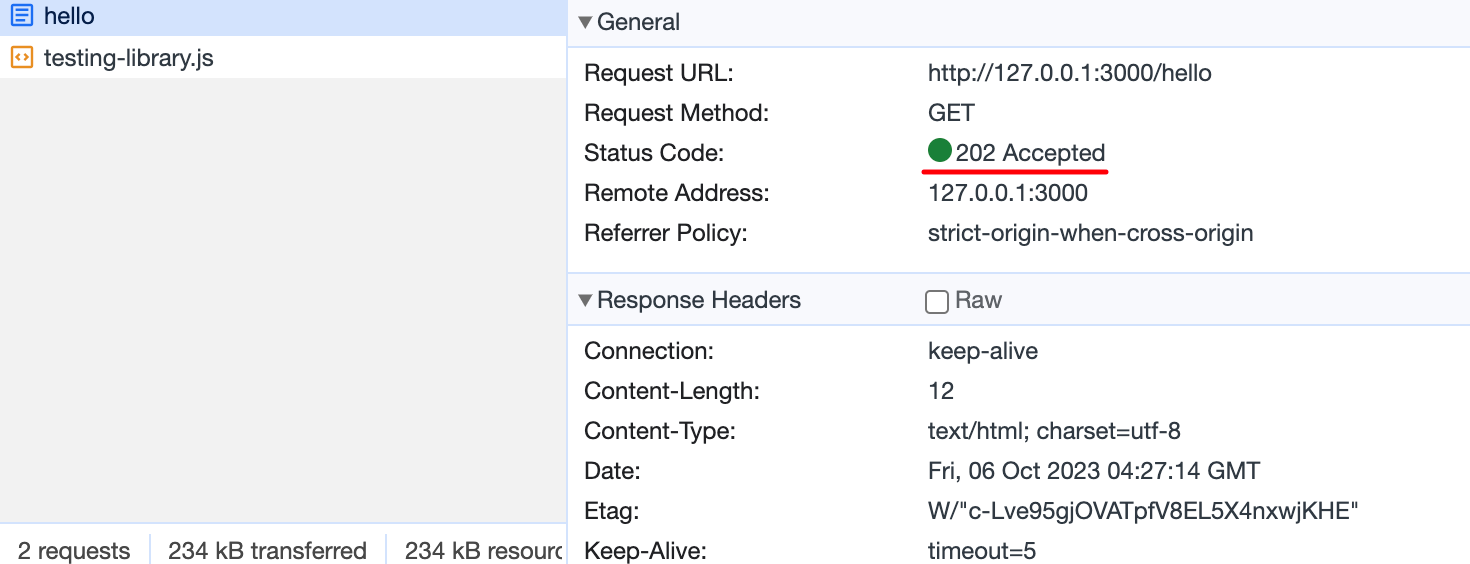 hello
testing-library.js
2 requests
234 kB transferred
234 kB resourc
General
Request URL: http://127.0.0.1:3000/hello
Request Method: GET
Status Code: 202 Accepted
Remote Address: 127.0.0.1:3000
Referrer Policy: strict-origin-when-cross-origin
Response Headers Raw
Connection: keep-alive
Content-Length: 12
Content-Type: text/html; charset=utf-8
Date: Fri, 06 Oct 2023 04:27:14 GMT
Etag: W/"c-Lve95gjOVATpfV8EL5X4nxwjKHE"
Keep-Alive: timeout=5